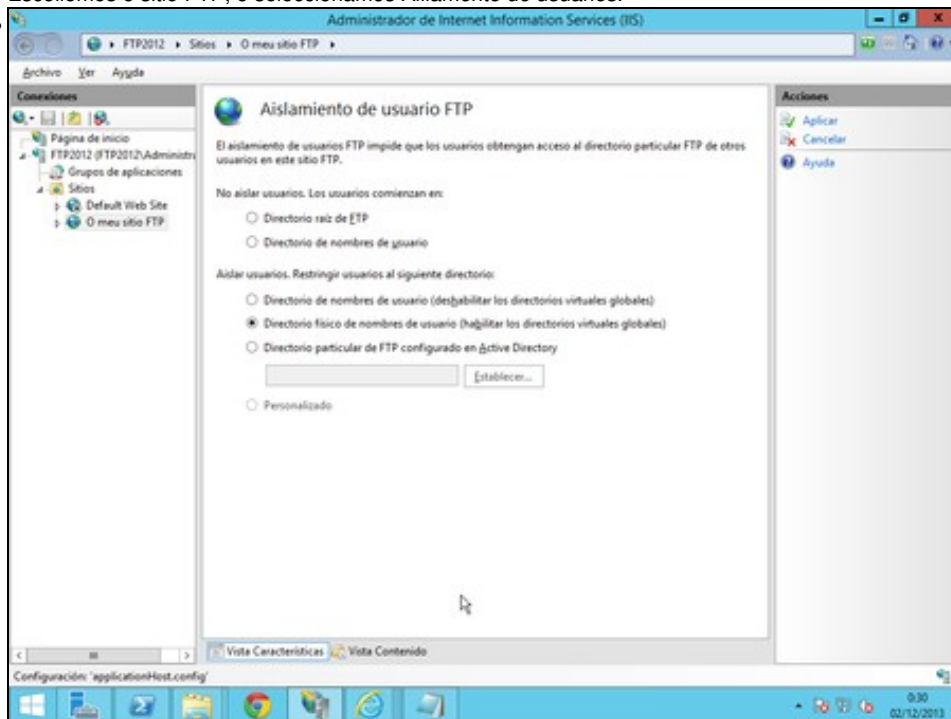 Escollemos o sitio FTP, e seleccionamos Aillamento de usuarios.
Administrador de Internet Information Services (IIS)
FTP2012 Sitios O meu sitio FTP
Archivo Ver Ayuda
Conexiones
Página de inicio
FTP2012 (FTP2012\Administr
Grupos de aplicaciones
Sitios
Default Web Site
O meu sitio FTP
Aislamiento de usuario FTP
El aislamiento de usuarios FTP impide que los usuarios obtengan acceso al directorio particular FTP de otros
usuarios en este sitio FTP.
No aislar usuarios. Los usuarios comienzan en:
Directorio raíz de FTP
Directorio de nombres de usuario
Aislar usuarios. Restringir usuarios al siguiente directorio:
Directorio de nombres de usuario (deshabilitar los directorios virtuales globales)
Directorio físico de nombres de usuario (habilitar los directorios virtuales globales)
Directorio particular de FTP configurado en Active Directory
Establecer...
Personalizado
Vista Características Vista Contenido
Acciones
Aplicar
Cancelar
Ayuda
Configuración: 'applicationHost.config'
0:30
02/12/2013